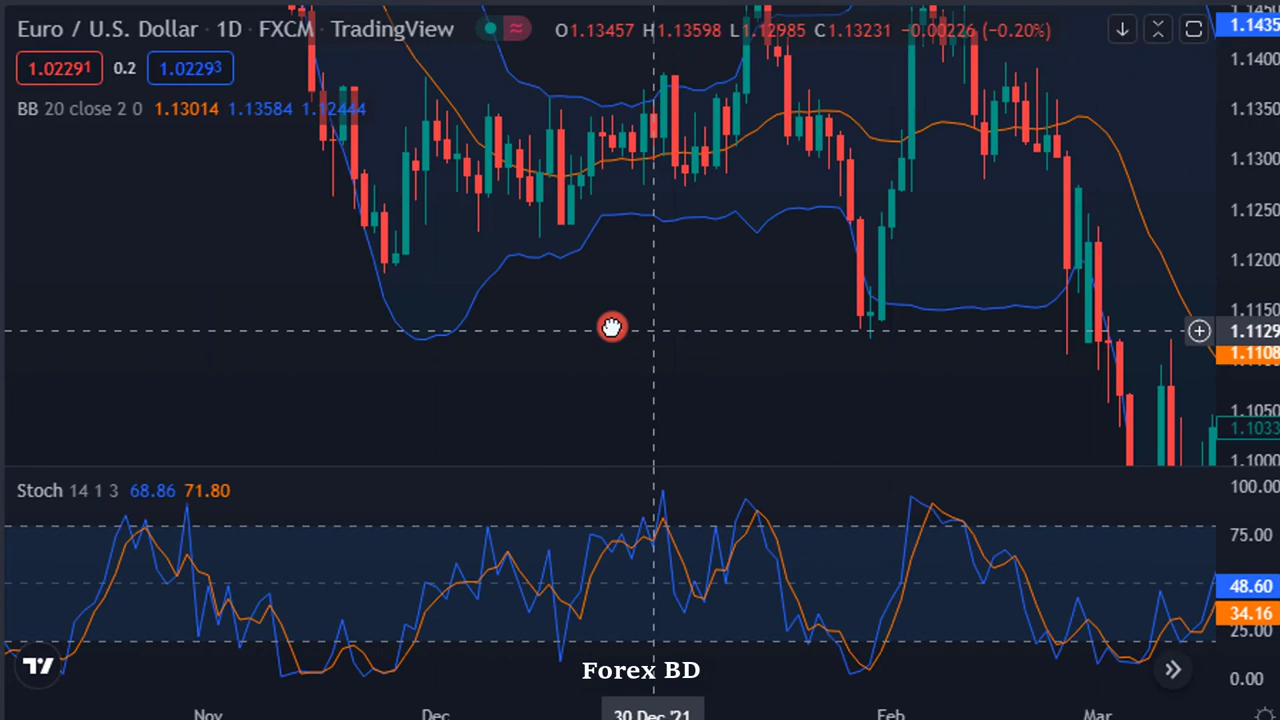 Euro / U.S. Dollar · 1D · FXCM · TradingView
O1.13457 H1.13598 L1.12985 C1.13231 −0.00226 (−0.20%)
1.02291 0.2 1.02293
BB 20 close 2 0 1.13014 1.13584 1.12444
1.1435
1.1400
1.1350
1.1300
1.1250
1.1200
1.1150
1.1129
1.1108
1.1050
1.1033
1.1000
Stoch 14 1 3 68.86 71.80
100.00
75.00
48.60
34.16
25.00
0.00
Forex BD
Nov Dec 30 Dec '21 Feb Mar